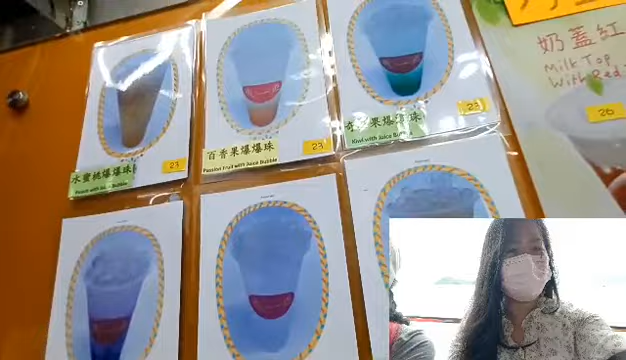 奶蓋紅
Milk Top
With Red
26
23
奇異果爆爆珠
Kiwi with Juice Bubble
23
百香果爆爆珠
Passion Fruit with Juice Bubble
23
水蜜桃爆爆珠
Peach with Juice Bubble